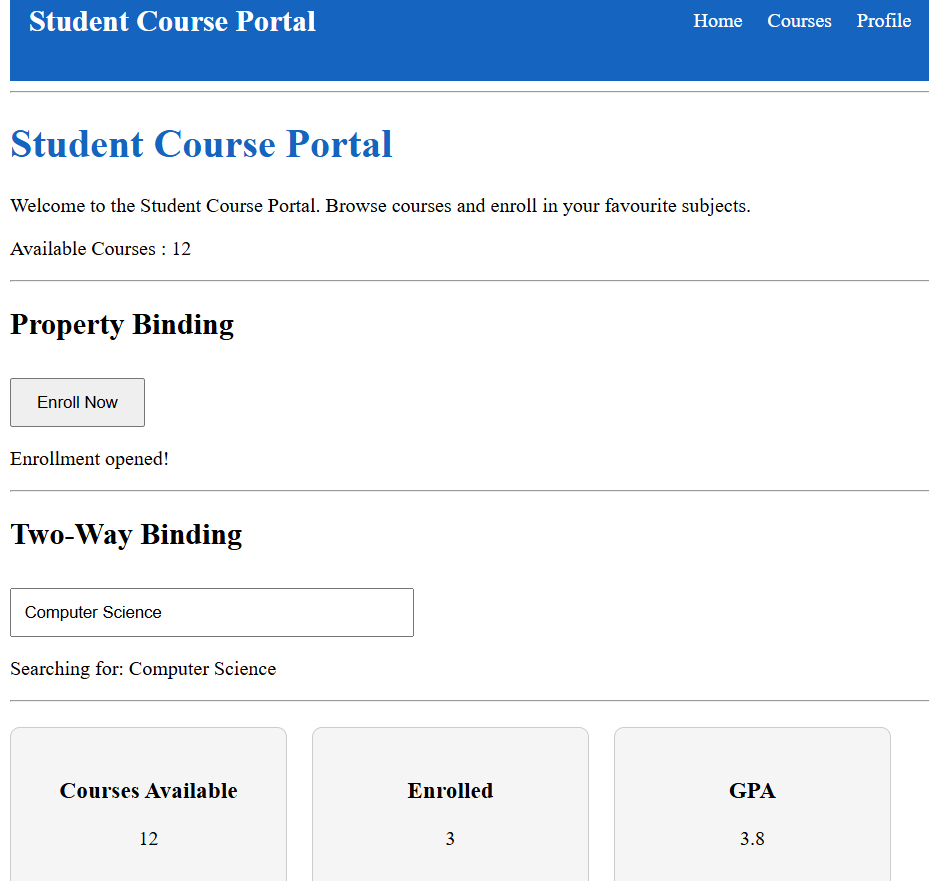 Student Course Portal Home Courses Profile
Student Course Portal
Welcome to the Student Course Portal. Browse courses and enroll in your favourite subjects.
Available Courses : 12
Property Binding
Enroll Now
Enrollment opened!
Two-Way Binding
Computer Science
Searching for: Computer Science
Courses Available Enrolled GPA
12 3 3.8